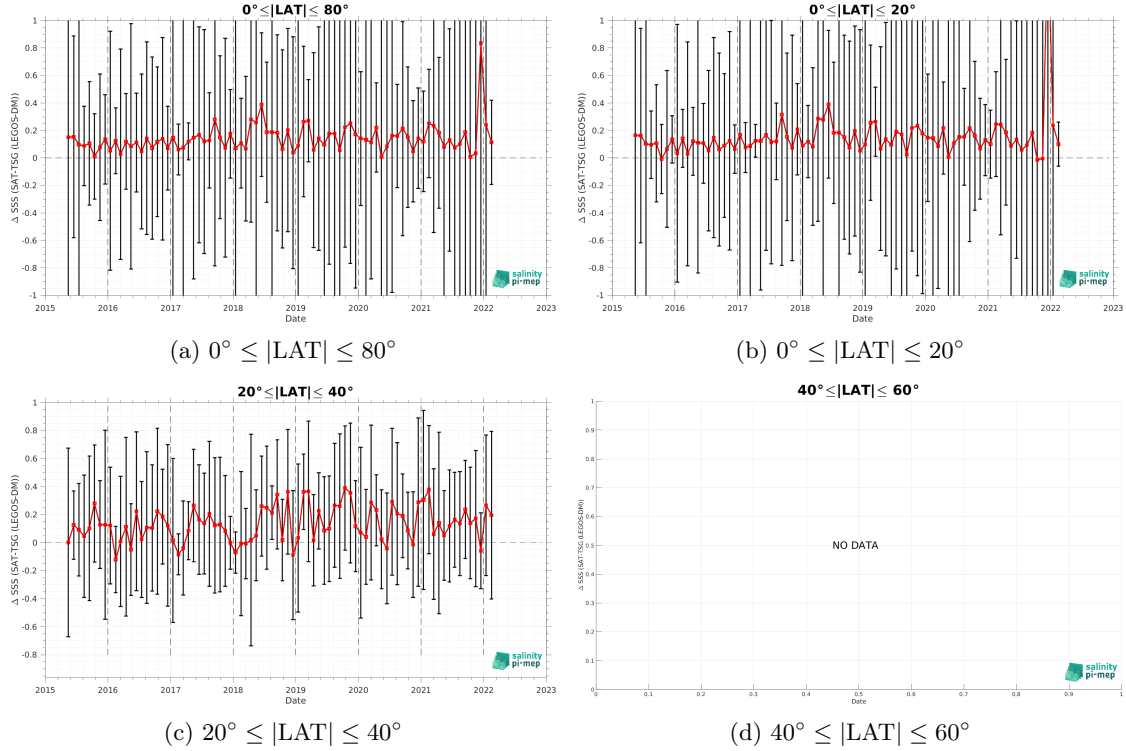 0°≤|LAT|≤ 80°
Δ SSS (SAT-TSG (LEGOS-DM))
1
0.8
0.6
0.4
0.2
0
-0.2
-0.4
-0.6
-0.8
-1
2015 2016 2017 2018 2019 2020 2021 2022 2023
Date
salinity
pi-mep
(a) 0° ≤ |LAT| ≤ 80°
0°≤|LAT|≤ 20°
Δ SSS (SAT-TSG (LEGOS-DM))
1
0.8
0.6
0.4
0.2
0
-0.2
-0.4
-0.6
-0.8
-1
2015 2016 2017 2018 2019 2020 2021 2022 2023
Date
salinity
pi-mep
(b) 0° ≤ |LAT| ≤ 20°
20°≤|LAT|≤ 40°
Δ SSS (SAT-TSG (LEGOS-DM))
1
0.8
0.6
0.4
0.2
0
-0.2
-0.4
-0.6
-0.8
2015 2016 2017 2018 2019 2020 2021 2022 2023
Date
salinity
pi-mep
(c) 20° ≤ |LAT| ≤ 40°
40°≤|LAT|≤ 60°
Δ SSS (SAT-TSG (LEGOS-DM))
1
0.9
0.8
0.7
0.6
0.5
0.4
0.3
0.2
0.1
0
NO DATA
0 0.1 0.2 0.3 0.4 0.5 0.6 0.7 0.8 0.9 1
Date
salinity
pi-mep
(d) 40° ≤ |LAT| ≤ 60°